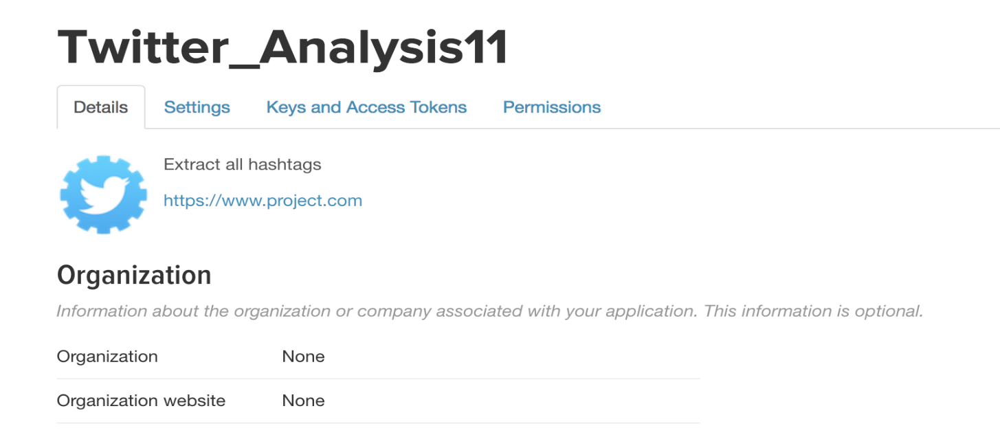 Twitter_Analysis11
Details Settings Keys and Access Tokens Permissions
Extract all hashtags
https://www.project.com
Organization
Information about the organization or company associated with your application. This information is optional.
Organization None
Organization website None